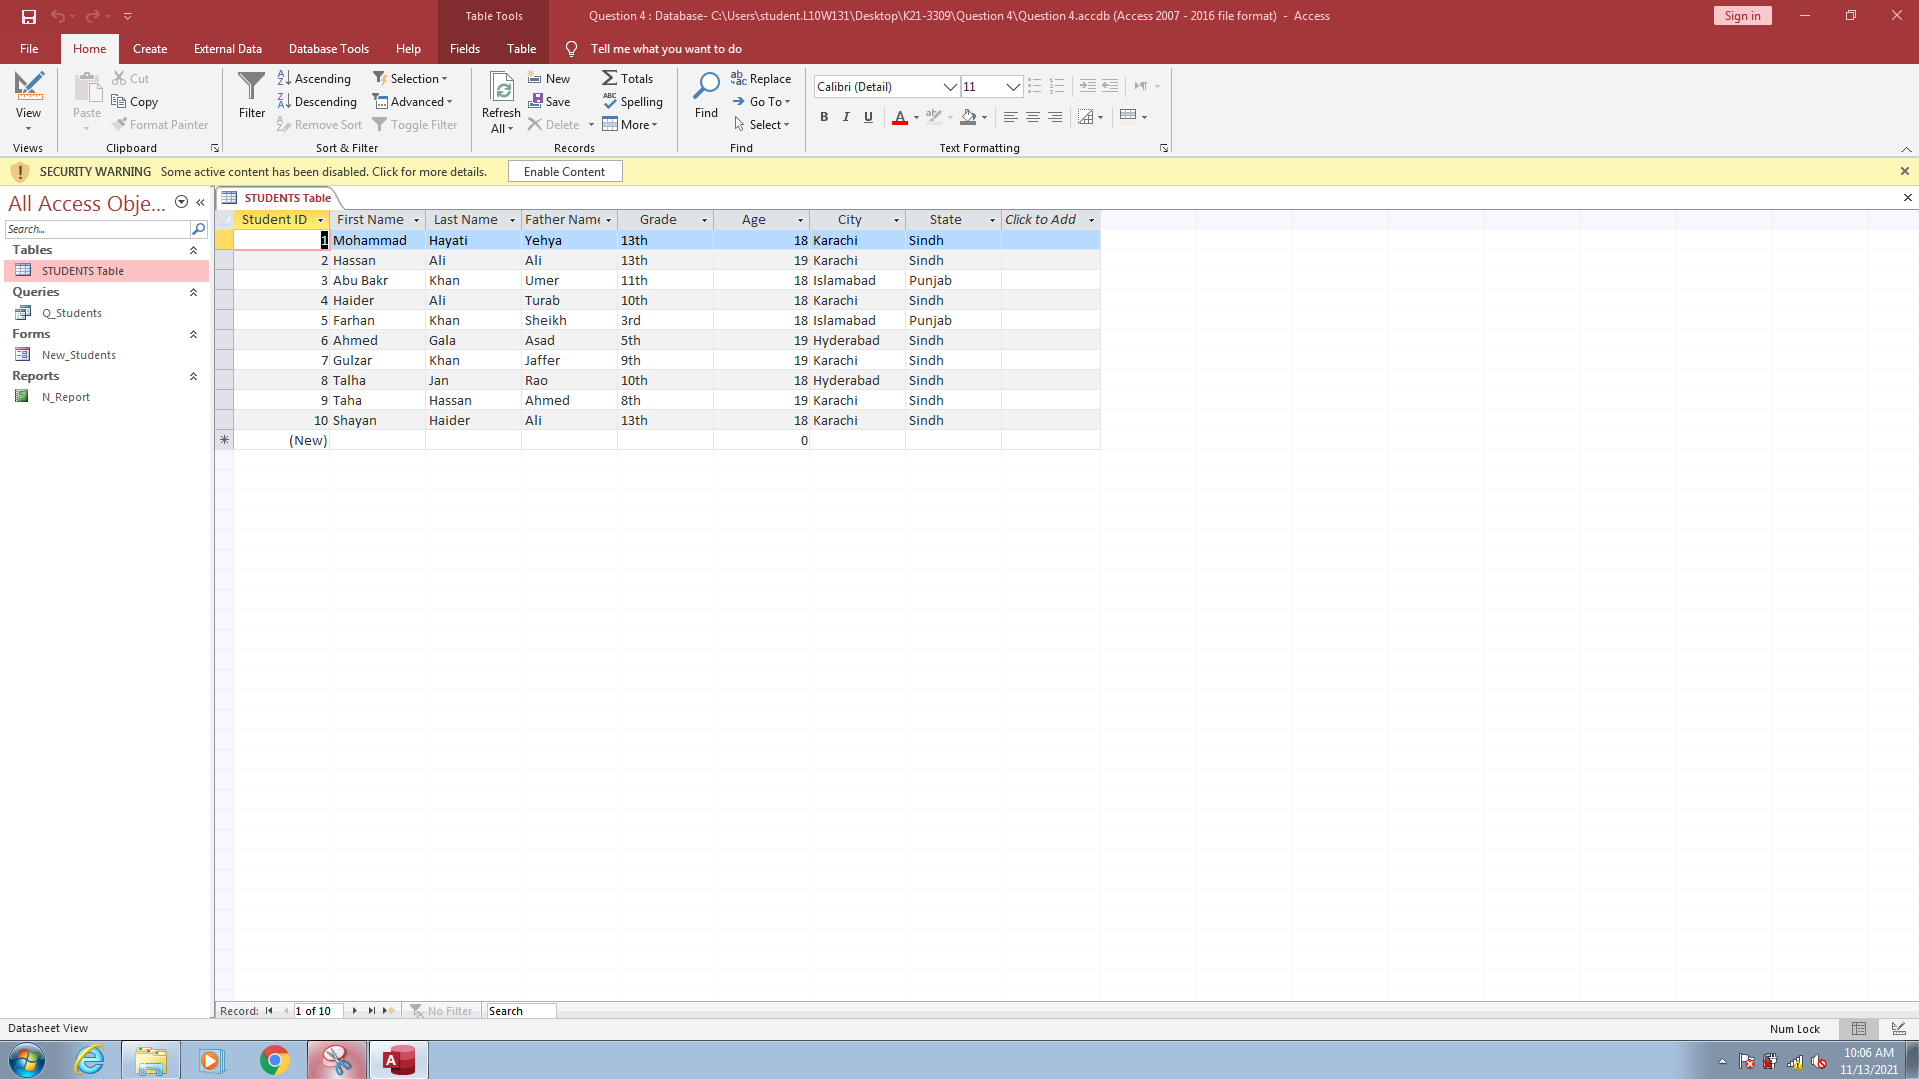 Table Tools
Question 4 : Database- C:\Users\student.L10W131\Desktop\K21-3309\Question 4\Question 4.accdb (Access 2007 - 2016 file format) - Access
Sign in
File Home Create External Data Database Tools Help Fields Table Tell me what you want to do
View
Views
Paste
Cut
Copy
Format Painter
Clipboard
Filter
Ascending
Descending
Remove Sort
Selection
Advanced
Toggle Filter
Sort & Filter
Refresh
All
New
Save
Delete
Totals
Spelling
More
Records
Find
Replace
Go To
Select
Find
Calibri (Detail) 11
B I U A
Text Formatting
SECURITY WARNING Some active content has been disabled. Click for more details. Enable Content
All Access Obje...
Search...
Tables
STUDENTS Table
Queries
Q_Students
Forms
New_Students
Reports
N_Report
STUDENTS Table
Student ID First Name Last Name Father Name Grade Age City State Click to Add
1 Mohammad Hayati Yehya 13th 18 Karachi Sindh
2 Hassan Ali Ali 13th 19 Karachi Sindh
3 Abu Bakr Khan Umer 11th 18 Islamabad Punjab
4 Haider Ali Turab 10th 18 Karachi Sindh
5 Farhan Khan Sheikh 3rd 18 Islamabad Punjab
6 Ahmed Gala Asad 5th 19 Hyderabad Sindh
7 Gulzar Khan Jaffer 9th 19 Karachi Sindh
8 Talha Jan Rao 10th 18 Hyderabad Sindh
9 Taha Hassan Ahmed 8th 19 Karachi Sindh
10 Shayan Haider Ali 13th 18 Karachi Sindh
(New) 0
Record: 1 of 10 No Filter Search
Datasheet View Num Lock
10:06 AM
11/13/2021